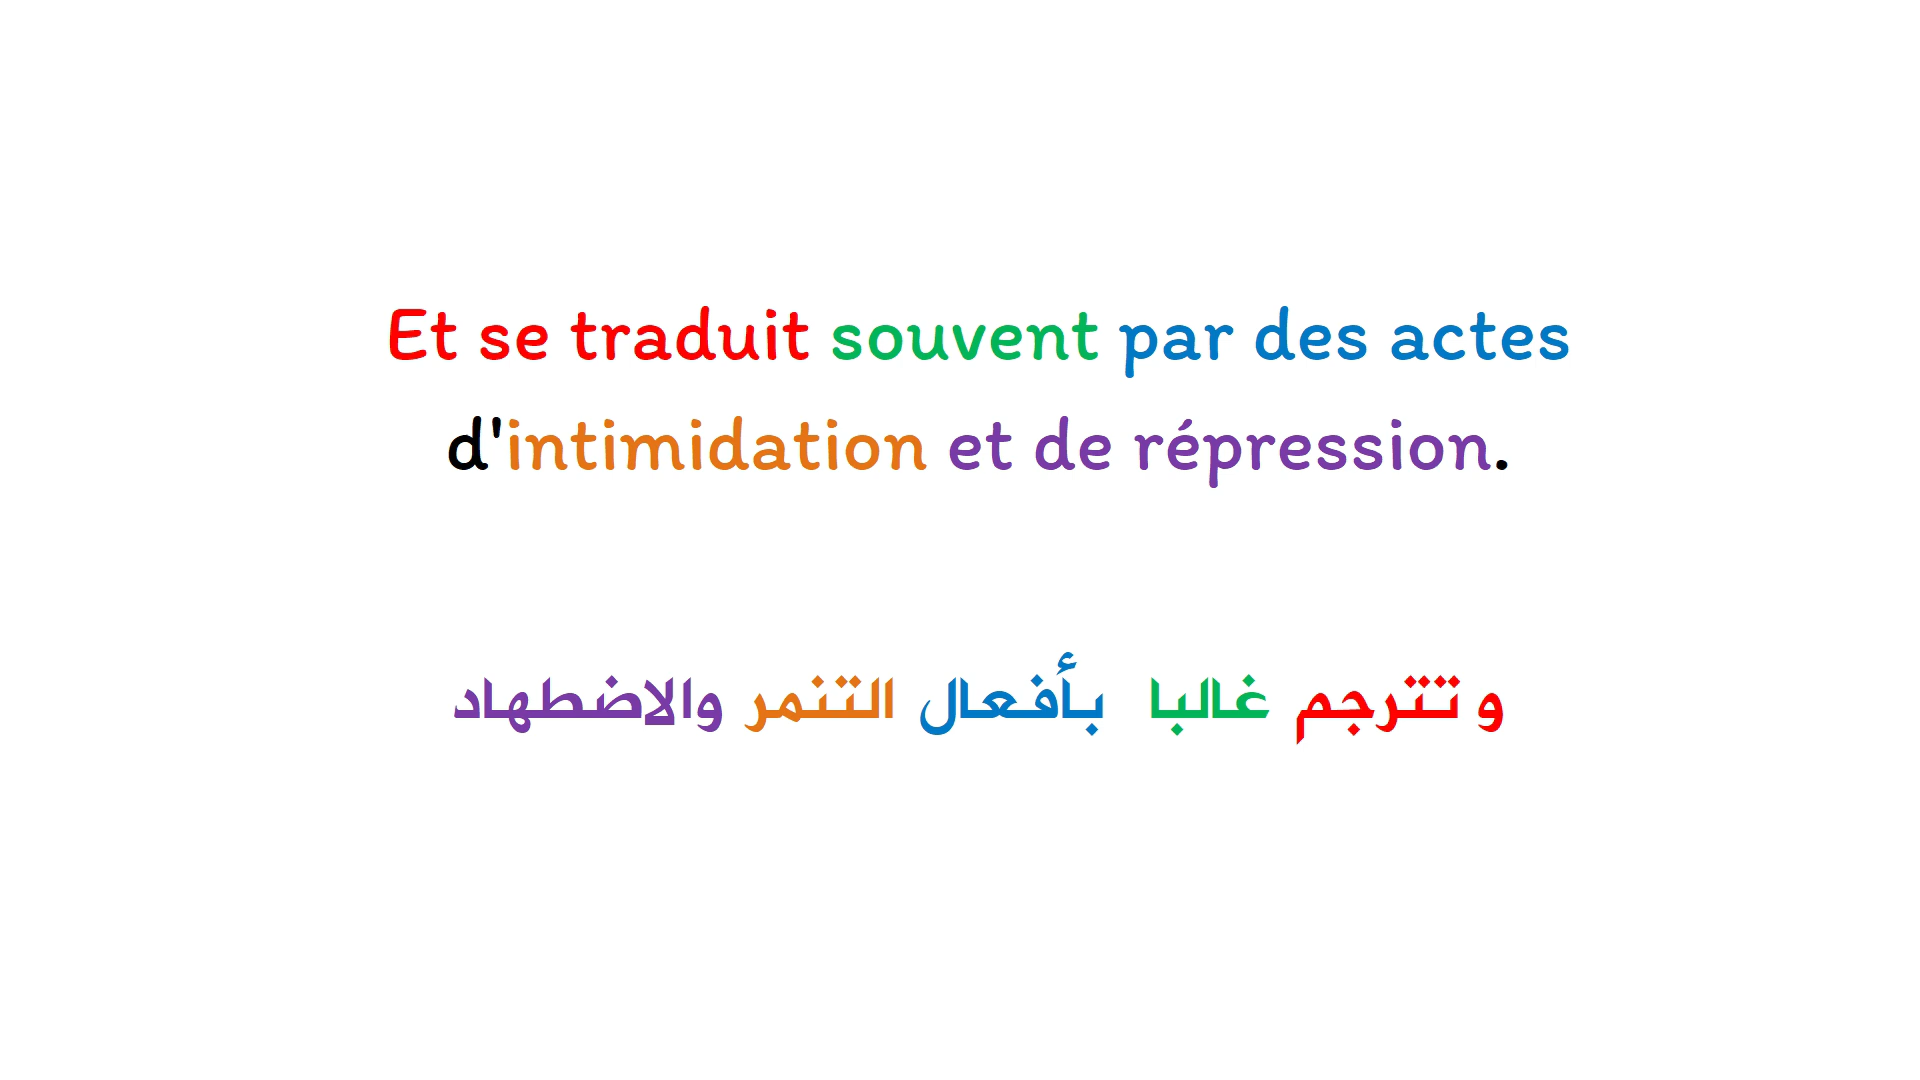 Et se traduit souvent par des actes
d'intimidation et de répression.
و تترجم غالبا بأفعال التنمر والاضطهاد